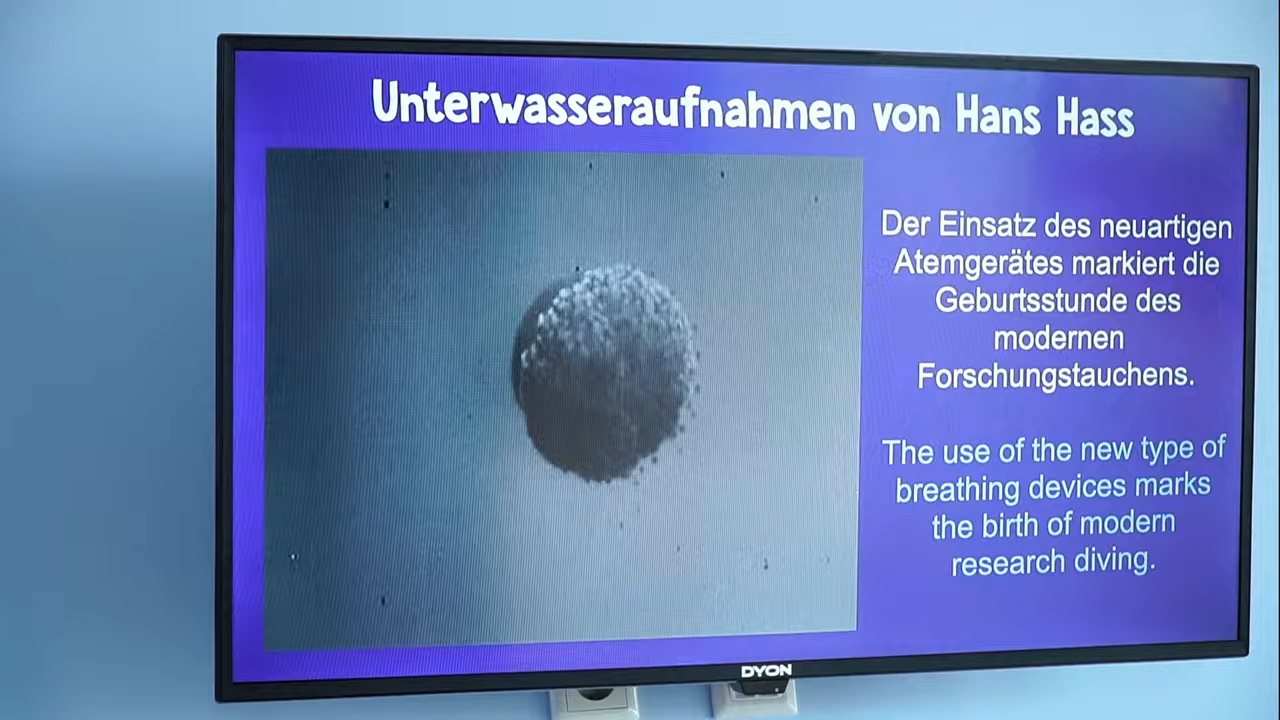 Unterwasseraufnahmen von Hans Hass
Der Einsatz des neuartigen
Atemgerätes markiert die
Geburtsstunde des
modernen
Forschungstauchens.
The use of the new type of
breathing devices marks
the birth of modern
research diving.
DYON